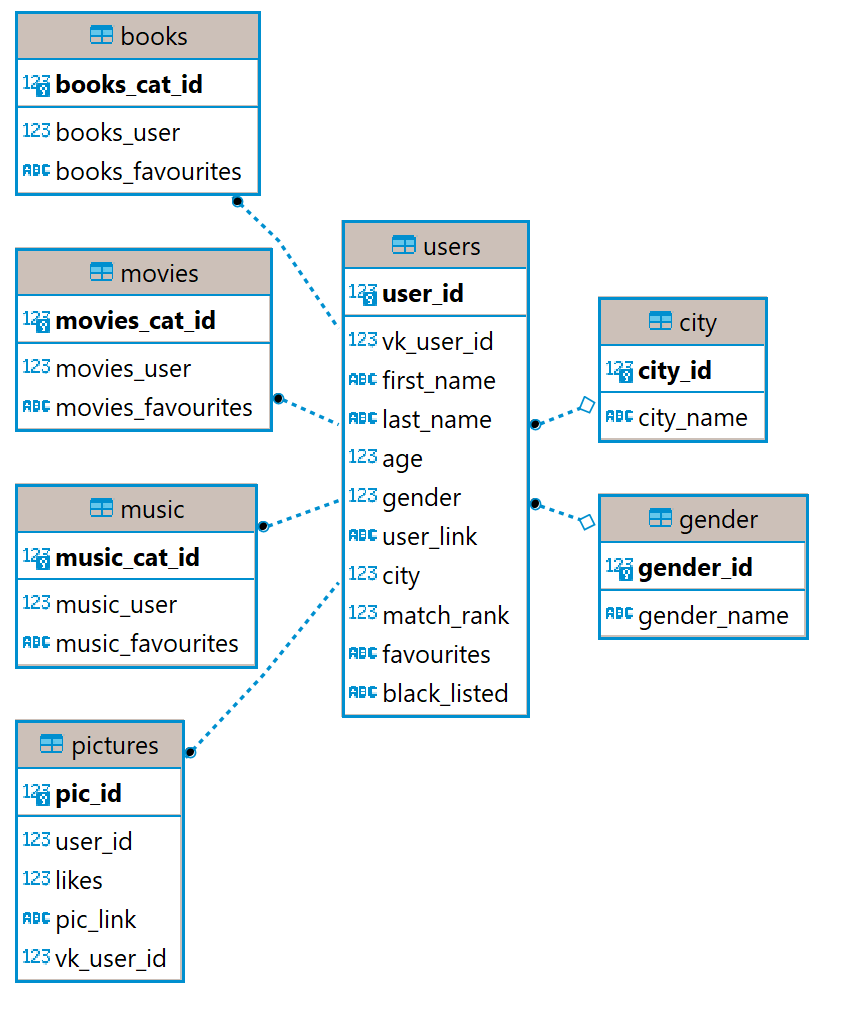 books
123 books_cat_id
123 books_user
ABC books_favourites
movies
123 movies_cat_id
123 movies_user
ABC movies_favourites
music
123 music_cat_id
123 music_user
ABC music_favourites
pictures
123 pic_id
123 user_id
123 likes
ABC pic_link
123 vk_user_id
users
123 user_id
123 vk_user_id
ABC first_name
ABC last_name
123 age
123 gender
ABC user_link
123 city
123 match_rank
ABC favourites
ABC black_listed
city
123 city_id
ABC city_name
gender
123 gender_id
ABC gender_name